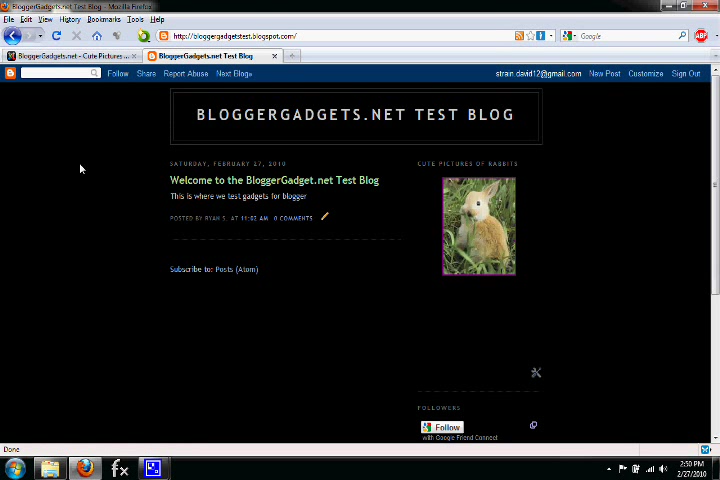 BloggerGadgets.net Test Blog - Mozilla Firefox
File Edit View History Bookmarks Tools Help
http://bloggergadgetstest.blogspot.com/
Google
ABP
BloggerGadgets.net - Cute Pictures ...
BloggerGadgets.net Test Blog
Follow Share Report Abuse Next Blog»
strain.david12@gmail.com New Post Customize Sign Out
BLOGGERGADGETS.NET TEST BLOG
SATURDAY, FEBRUARY 27, 2010
Welcome to the BloggerGadget.net Test Blog
This is where we test gadgets for blogger
POSTED BY RYAN S. AT 11:02 AM 0 COMMENTS
Subscribe to: Posts (Atom)
CUTE PICTURES OF RABBITS
FOLLOWERS
Follow
with Google Friend Connect
Done
fx
2:50 PM
2/27/2010